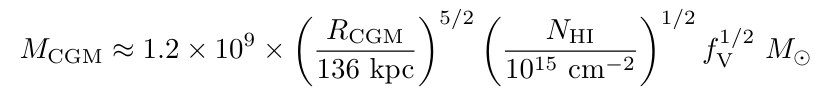 M_CGM ≈ 1.2 × 10^9 × (R_CGM / 136 kpc)^{5/2} (N_HI / 10^{15} cm^{−2})^{1/2} f_V^{1/2} M_⊙